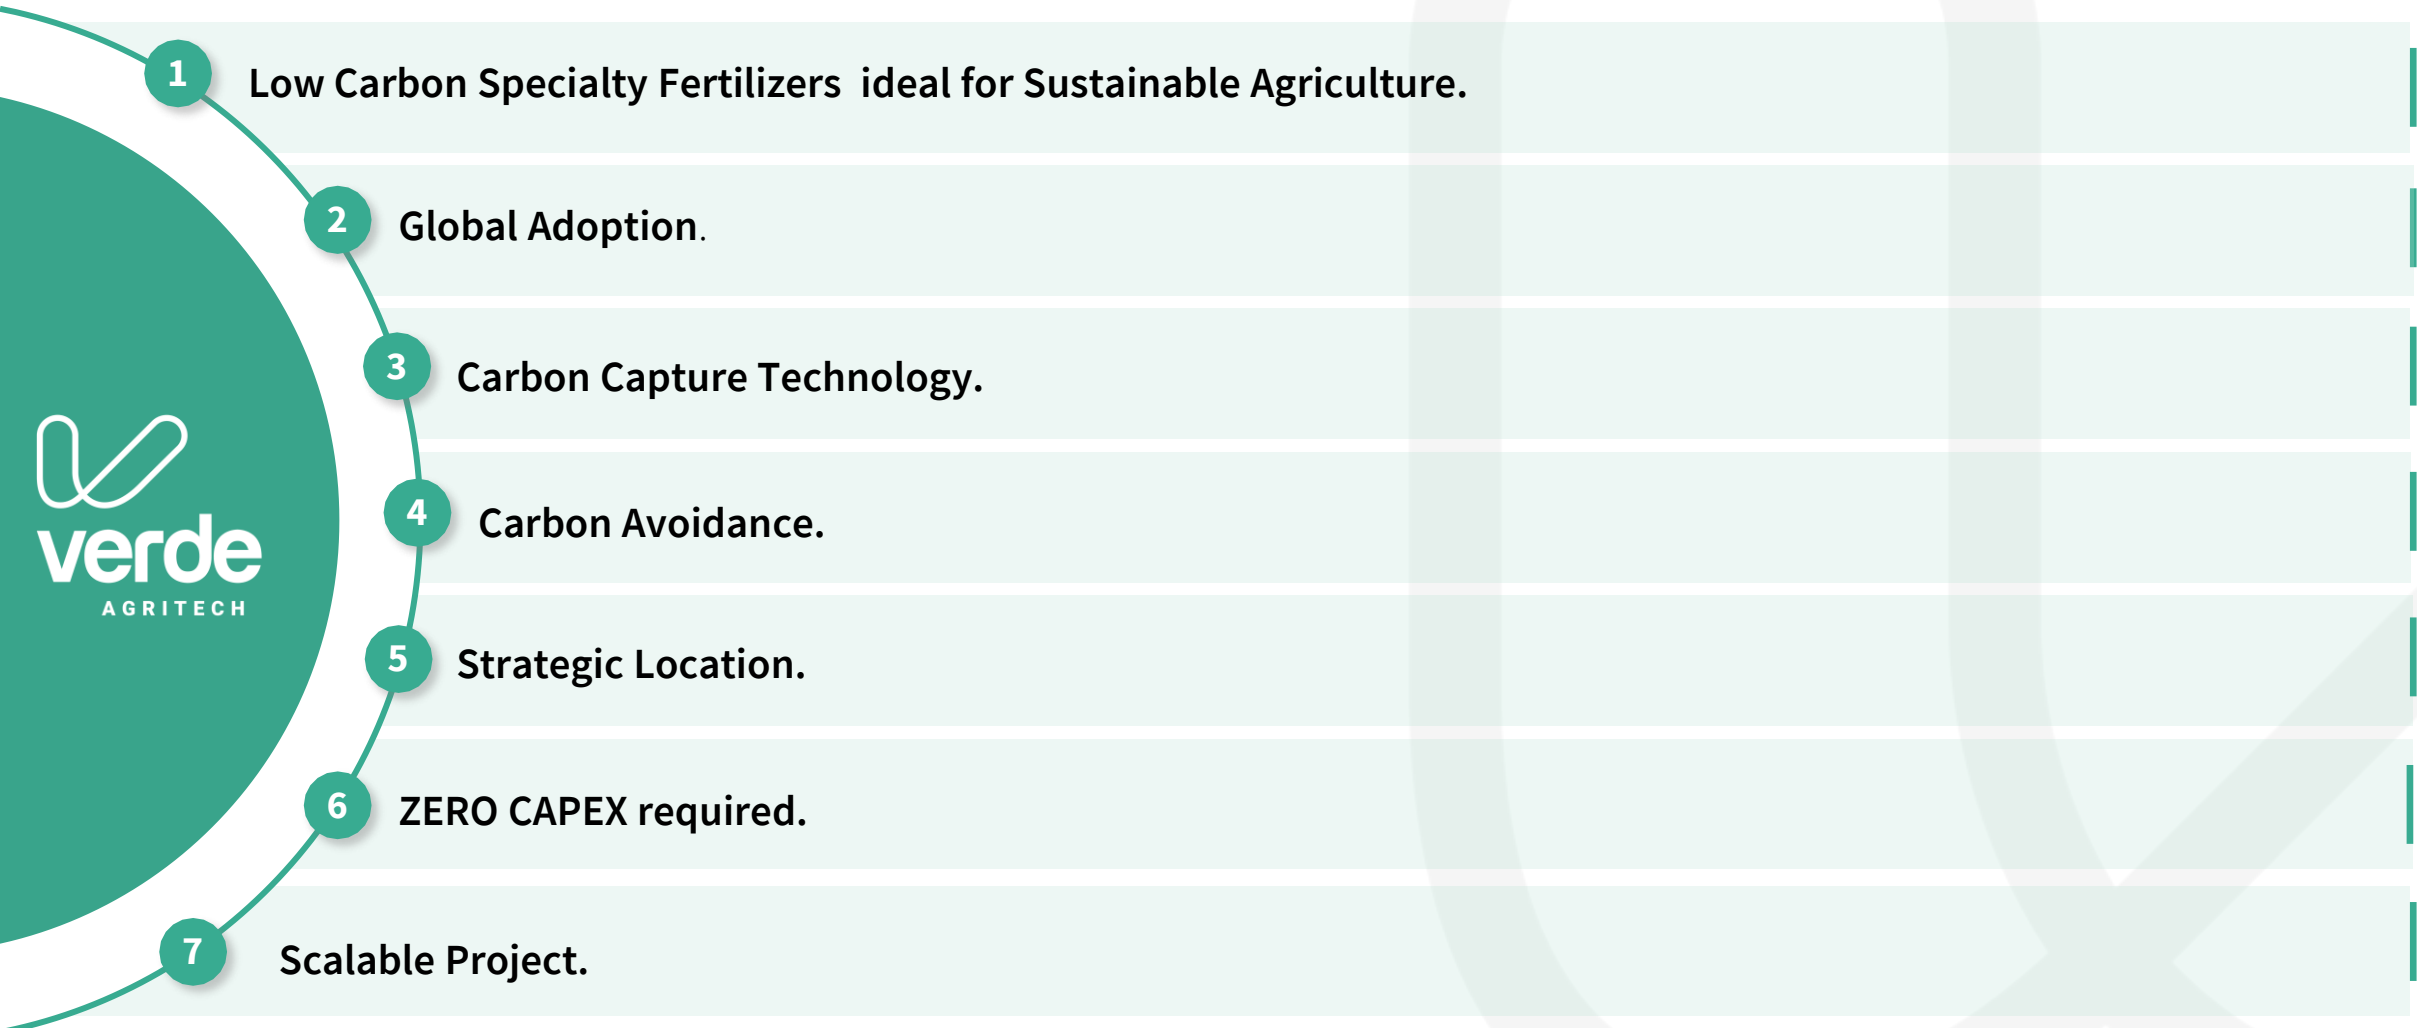 1
Low Carbon Specialty Fertilizers  ideal for Sustainable Agriculture.
2
Global Adoption.
3
Carbon Capture Technology.
4
Carbon Avoidance.
5
Strategic Location.
6
ZERO CAPEX required.
7
Scalable Project.
verde
AGRITECH